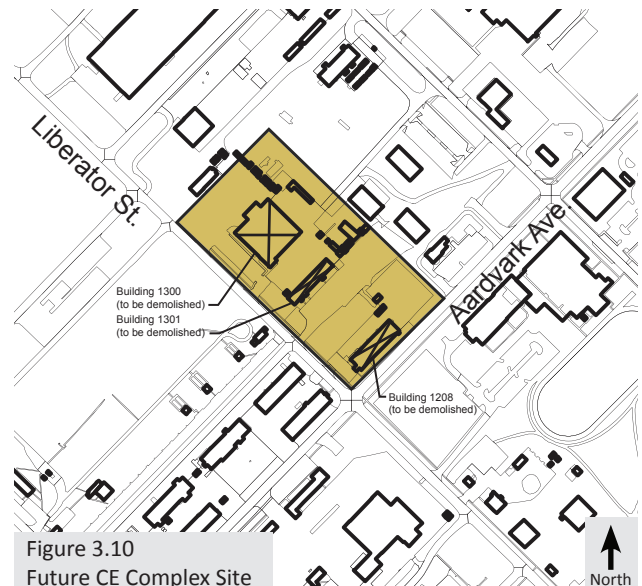 Liberator St.
Aardvark Ave.
Building 1300
(to be demolished)
Building 1301
(to be demolished)
Building 1208
(to be demolished)
Figure 3.10
Future CE Complex Site
North